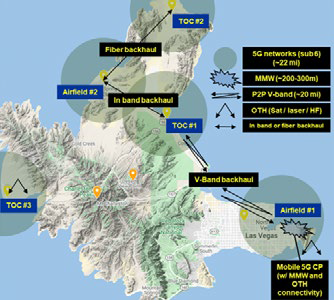 TOC #2
Fiber backhaul
5G networks (sub6)
(~22 mi)
MMW (~200-300m)
P2P V-band (~20 mi)
OTH (Sat / laser / HF)
In band or fiber backhaul
Airfield #2
In band backhaul
TOC #1
V-Band backhaul
TOC #3
Airfield #1
Las Vegas
Mobile 5G CP
(w/ MMW and
OTH
connectivity)